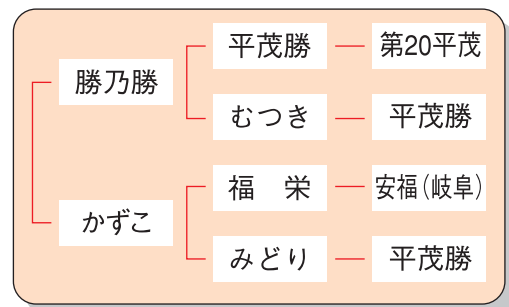 平茂勝 第20平茂
勝乃勝
むつき 平茂勝
福 栄 安福(岐阜)
かずこ
みどり 平茂勝